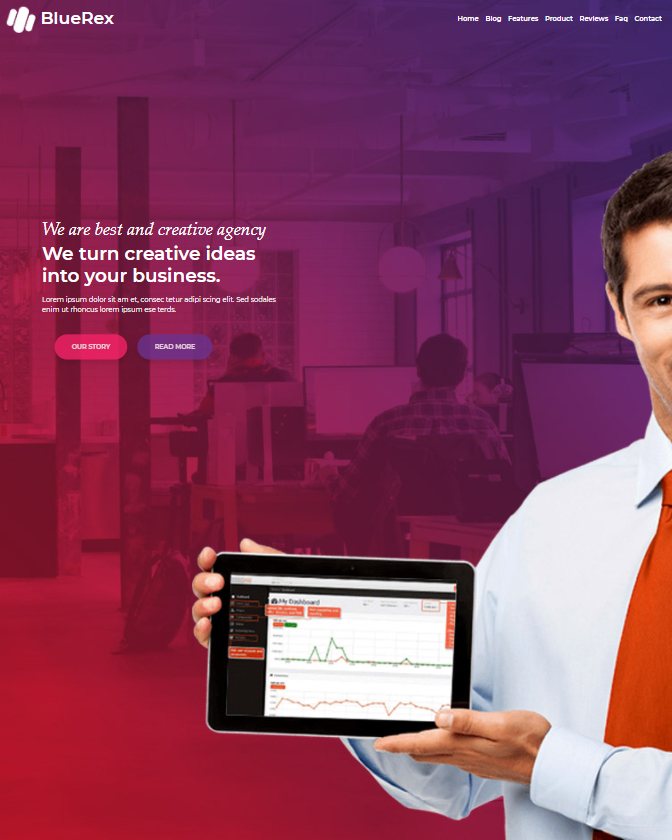 BlueRex
Home Blog Features Product Reviews Faq Contact
We are best and creative agency
We turn creative ideas
into your business.
Lorem ipsum dolor sit am et, consec tetur adipi scing elit. Sed sodales
enim ut rhoncus lorem ipsum ese terds.
OUR STORY READ MORE
My Dashboard